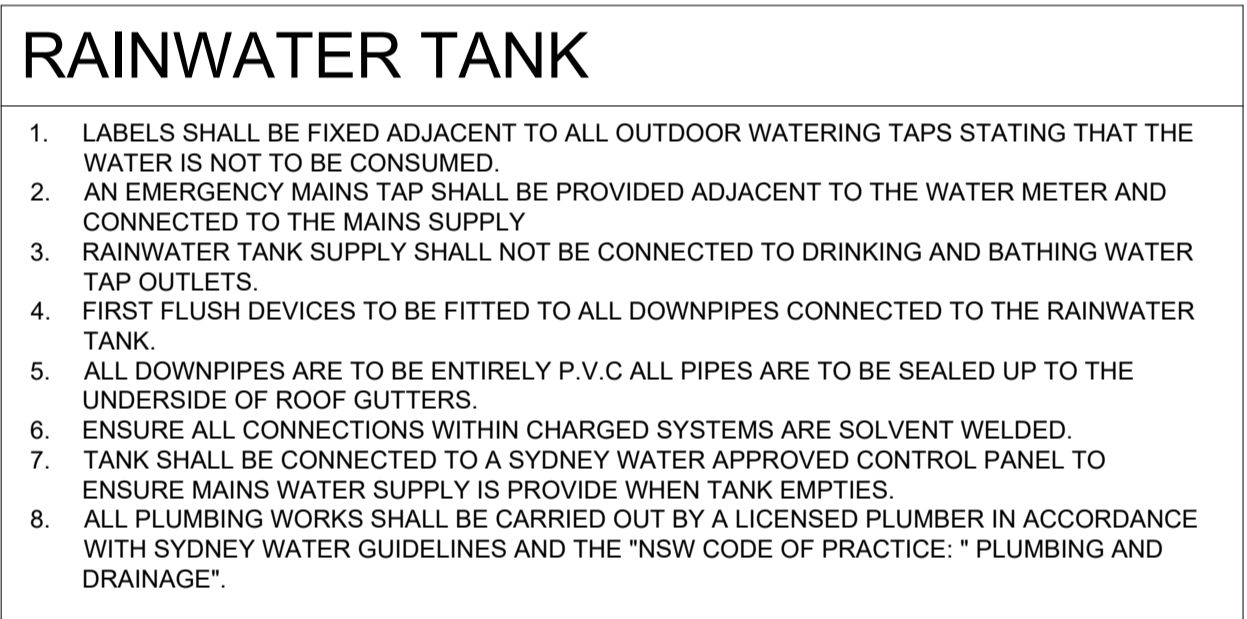 RAINWATER TANK
1. LABELS SHALL BE FIXED ADJACENT TO ALL OUTDOOR WATERING TAPS STATING THAT THE
WATER IS NOT TO BE CONSUMED.
2. AN EMERGENCY MAINS TAP SHALL BE PROVIDED ADJACENT TO THE WATER METER AND
CONNECTED TO THE MAINS SUPPLY
3. RAINWATER TANK SUPPLY SHALL NOT BE CONNECTED TO DRINKING AND BATHING WATER
TAP OUTLETS.
4. FIRST FLUSH DEVICES TO BE FITTED TO ALL DOWNPIPES CONNECTED TO THE RAINWATER
TANK.
5. ALL DOWNPIPES ARE TO BE ENTIRELY P.V.C ALL PIPES ARE TO BE SEALED UP TO THE
UNDERSIDE OF ROOF GUTTERS.
6. ENSURE ALL CONNECTIONS WITHIN CHARGED SYSTEMS ARE SOLVENT WELDED.
7. TANK SHALL BE CONNECTED TO A SYDNEY WATER APPROVED CONTROL PANEL TO
ENSURE MAINS WATER SUPPLY IS PROVIDE WHEN TANK EMPTIES.
8. ALL PLUMBING WORKS SHALL BE CARRIED OUT BY A LICENSED PLUMBER IN ACCORDANCE
WITH SYDNEY WATER GUIDELINES AND THE "NSW CODE OF PRACTICE: " PLUMBING AND
DRAINAGE".